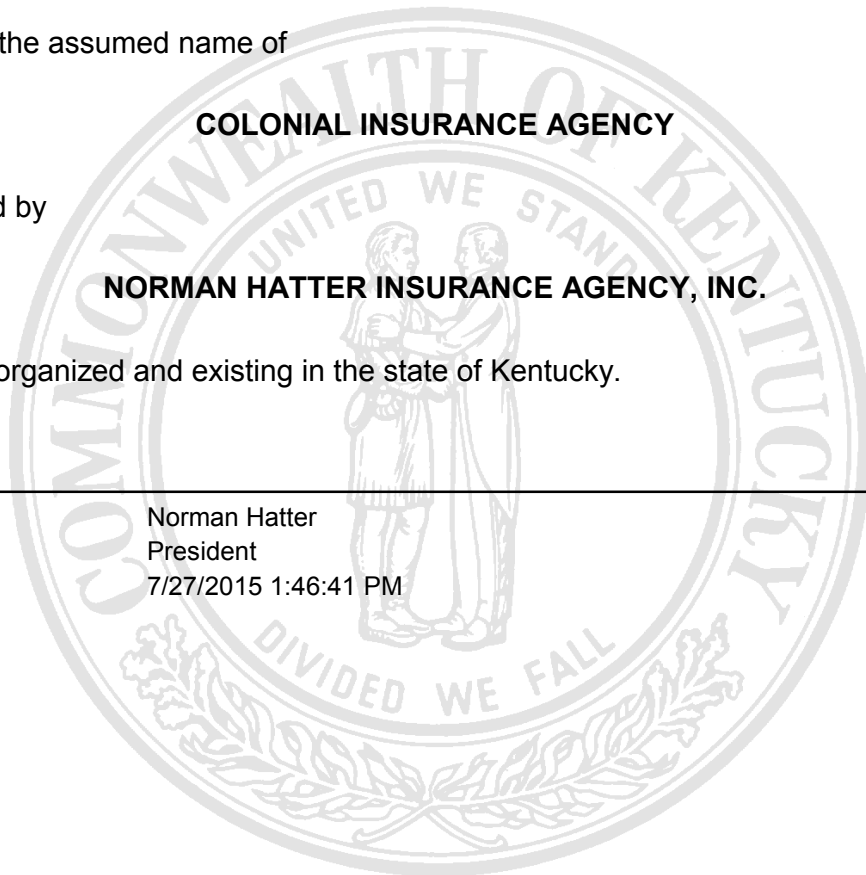 the assumed name of
COLONIAL INSURANCE AGENCY
d by
NORMAN HATTER INSURANCE AGENCY, INC.
organized and existing in the state of Kentucky.
Norman Hatter
President
7/27/2015 1:46:41 PM
COMMONWEALTH OF KENTUCKY
UNITED WE STAND
DIVIDED WE FALL